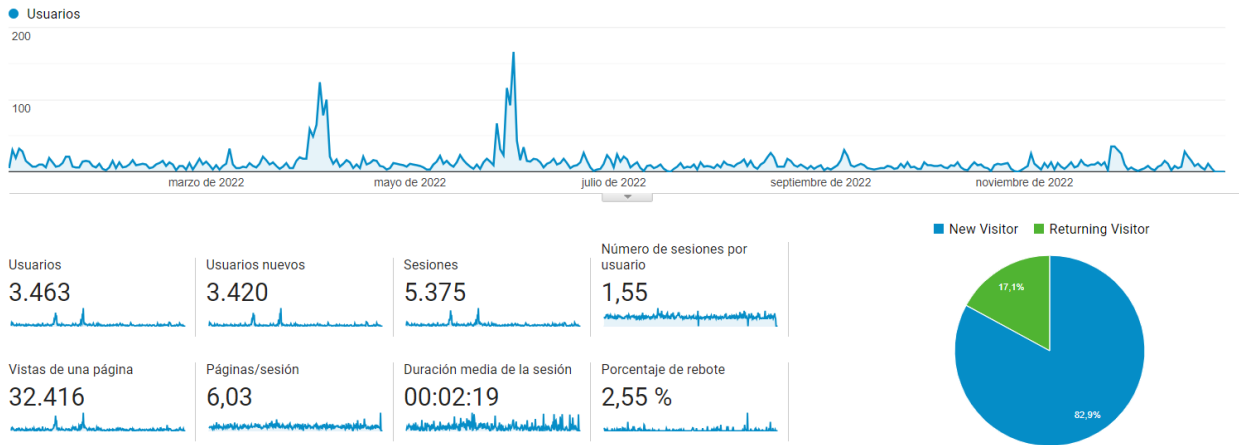 Usuarios
200
100
marzo de 2022
mayo de 2022
julio de 2022
septiembre de 2022
noviembre de 2022
New Visitor
Returning Visitor
Usuarios
3.463
Usuarios nuevos
3.420
Sesiones
5.375
Número de sesiones por
usuario
1,55
Vistas de una página
32.416
Páginas/sesión
6,03
Duración media de la sesión
00:02:19
Porcentaje de rebote
2,55 %
17,1%
82,9%